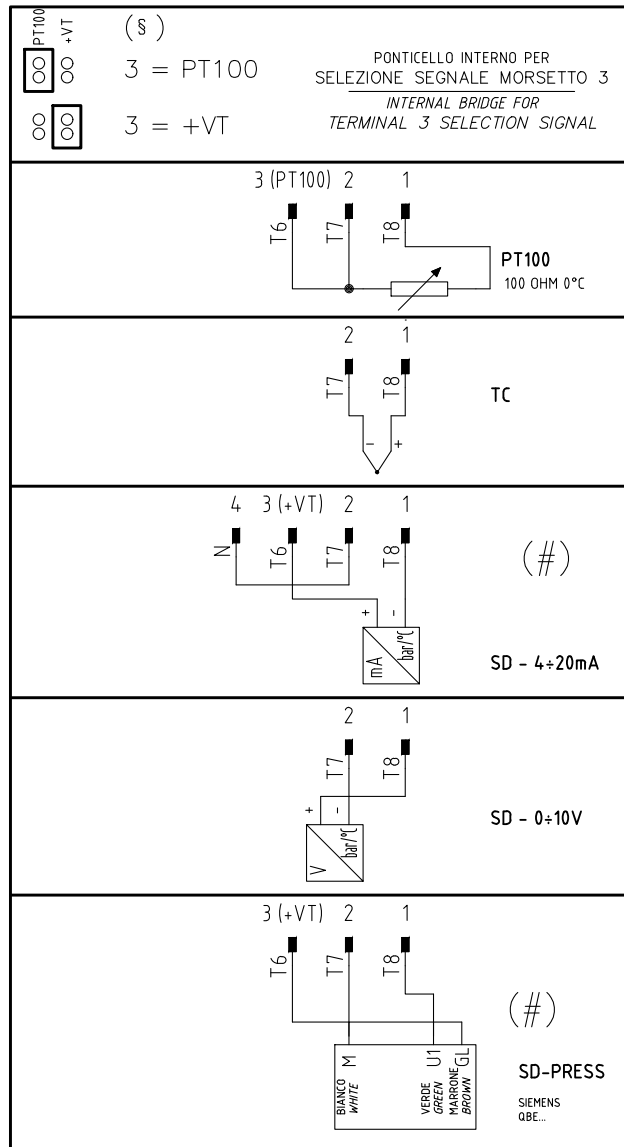 PT100
+VT
(§)
3 = PT100
3 = +VT
PONTICELLO INTERNO PER
SELEZIONE SEGNALE MORSETTO 3
INTERNAL BRIDGE FOR
TERMINAL 3 SELECTION SIGNAL
3 (PT100) 2 1
T6 T7 T8
PT100
100 OHM 0°C
2 1
T7 T8
TC
- +
4 3 (+VT) 2 1
N T6 T7 T8
(#)
+ -
mA bar/°C
SD - 4÷20mA
2 1
T7 T8
+ -
V bar/°C
SD - 0÷10V
3 (+VT) 2 1
T6 T7 T8
(#)
M U1 GL
BIANCO
WHITE
VERDE
GREEN
MARRONE
BROWN
SD-PRESS
SIEMENS
QBE...